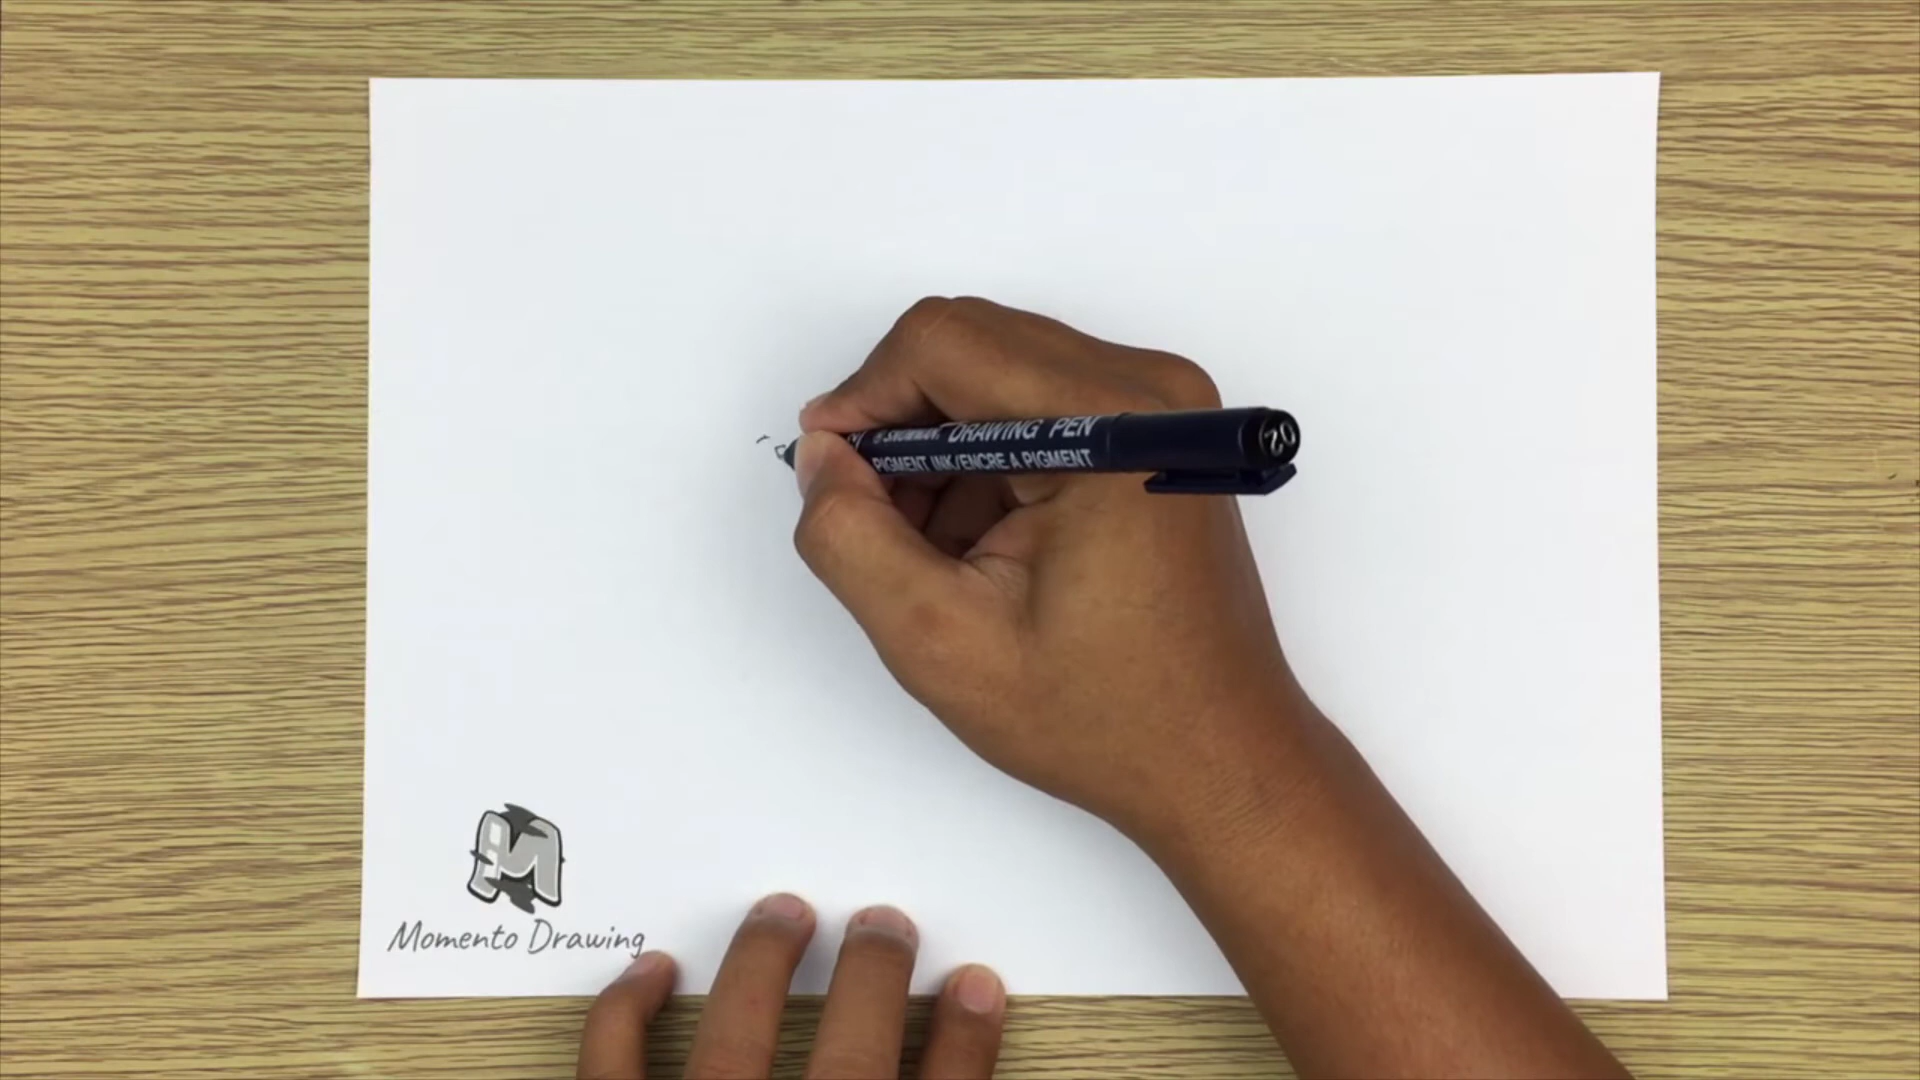 SNOWMAN DRAWING PEN
PIGMENT INK/ENCRE A PIGMENT
02
M
Momento Drawing